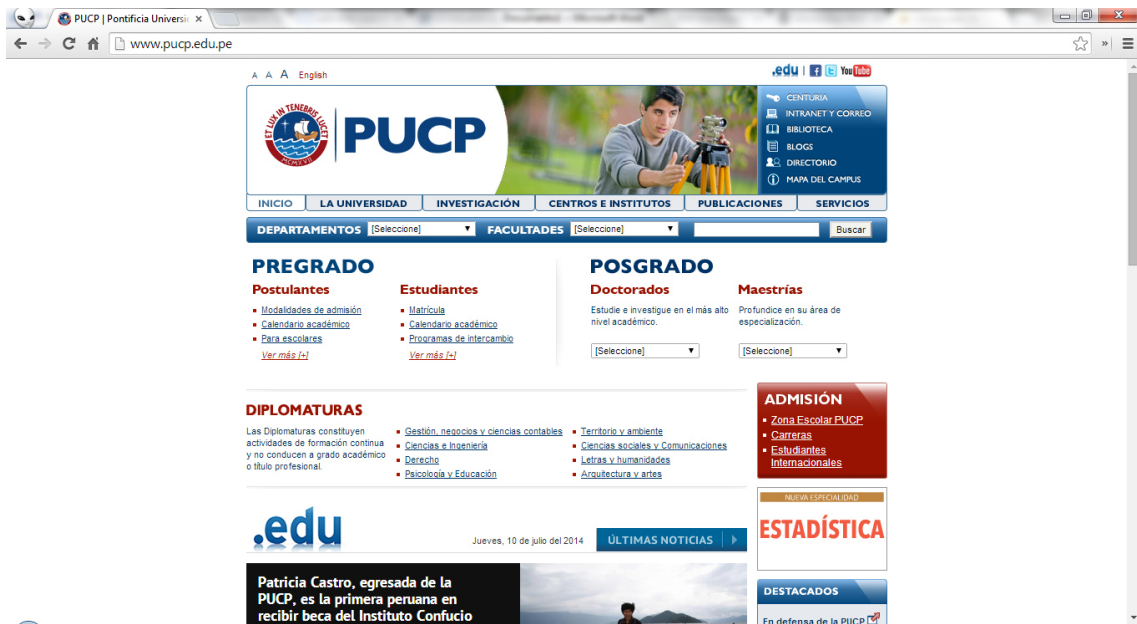 PUCP | Pontificia Universi
www.pucp.edu.pe
A A A English
.edu | f t You Tube
ET LUX IN TENEBRIS LUCET
MCMXVII
PUCP
CENTURIA
INTRANET Y CORREO
BIBLIOTECA
BLOGS
DIRECTORIO
MAPA DEL CAMPUS
INICIO LA UNIVERSIDAD INVESTIGACIÓN CENTROS E INSTITUTOS PUBLICACIONES SERVICIOS
DEPARTAMENTOS [Seleccione] FACULTADES [Seleccione] Buscar
PREGRADO
Postulantes
Modalidades de admisión
Calendario académico
Para escolares
Ver más [+]
Estudiantes
Matrícula
Calendario académico
Programas de intercambio
Ver más [+]
POSGRADO
Doctorados
Estudie e investigue en el más alto
nivel académico.
[Seleccione]
Maestrías
Profundice en su área de
especialización.
[Seleccione]
DIPLOMATURAS
Las Diplomaturas constituyen
actividades de formación continua
y no conducen a grado académico
o título profesional.
Gestión, negocios y ciencias contables
Ciencias e Ingeniería
Derecho
Psicología y Educación
Territorio y ambiente
Ciencias sociales y Comunicaciones
Letras y humanidades
Arquitectura y artes
ADMISIÓN
Zona Escolar PUCP
Carreras
Estudiantes
Internacionales
NUEVA ESPECIALIDAD
ESTADÍSTICA
.edu
Jueves, 10 de julio del 2014
ÚLTIMAS NOTICIAS
Patricia Castro, egresada de la
PUCP, es la primera peruana en
recibir beca del Instituto Confucio
DESTACADOS
En defensa de la PUCP